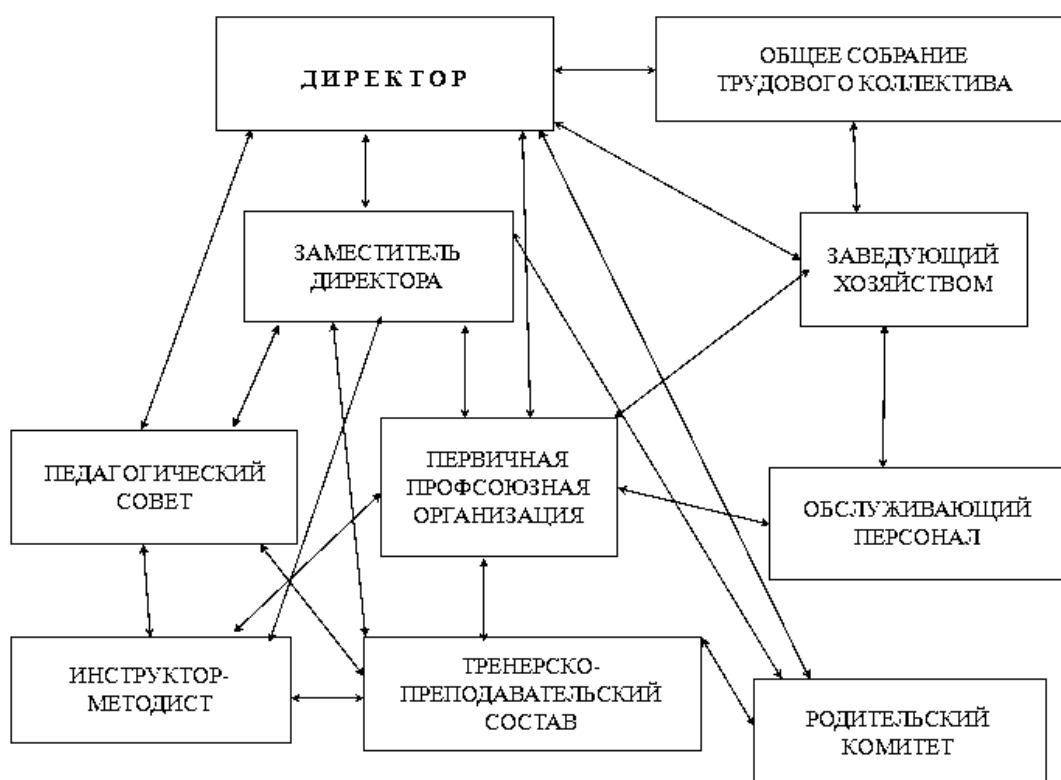 ДИРЕКТОР
ОБЩЕЕ СОБРАНИЕ
ТРУДОВОГО КОЛЛЕКТИВА
ЗАМЕСТИТЕЛЬ
ДИРЕКТОРА
ЗАВЕДУЮЩИЙ
ХОЗЯЙСТВОМ
ПЕДАГОГИЧЕСКИЙ
СОВЕТ
ПЕРВИЧНАЯ
ПРОФСОЮЗНАЯ
ОРГАНИЗАЦИЯ
ОБСЛУЖИВАЮЩИЙ
ПЕРСОНАЛ
ИНСТРУКТОР-
МЕТОДИСТ
ТРЕНЕРСКО-
ПРЕПОДАВАТЕЛЬСКИЙ
СОСТАВ
РОДИТЕЛЬСКИЙ
КОМИТЕТ